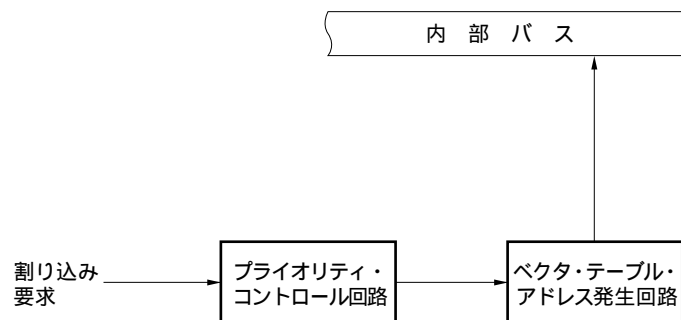 内部バス
割り込み
要求
プライオリティ・
コントロール回路
ベクタ・テーブル・
アドレス発生回路